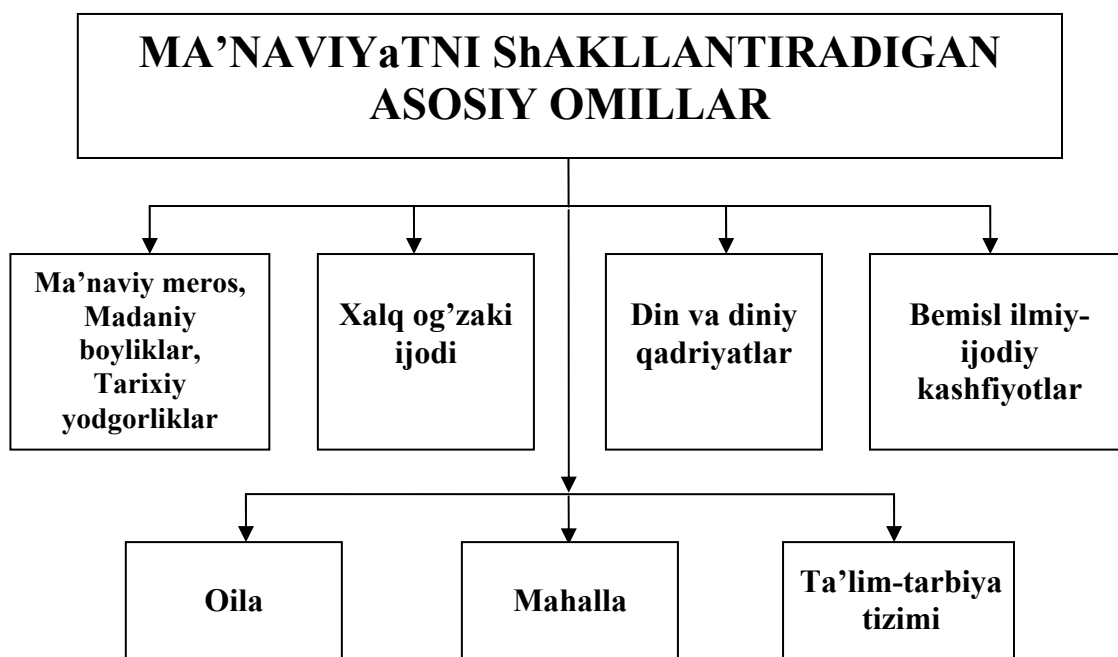 MA’NAVIYaTNI ShAKLLANTIRADIGAN
ASOSIY OMILLAR
Ma’naviy meros,
Madaniy
boyliklar,
Tarixiy
yodgorliklar
Xalq og’zaki
ijodi
Din va diniy
qadriyatlar
Bemisl ilmiy-
ijodiy
kashfiyotlar
Oila
Mahalla
Ta’lim-tarbiya
tizimi